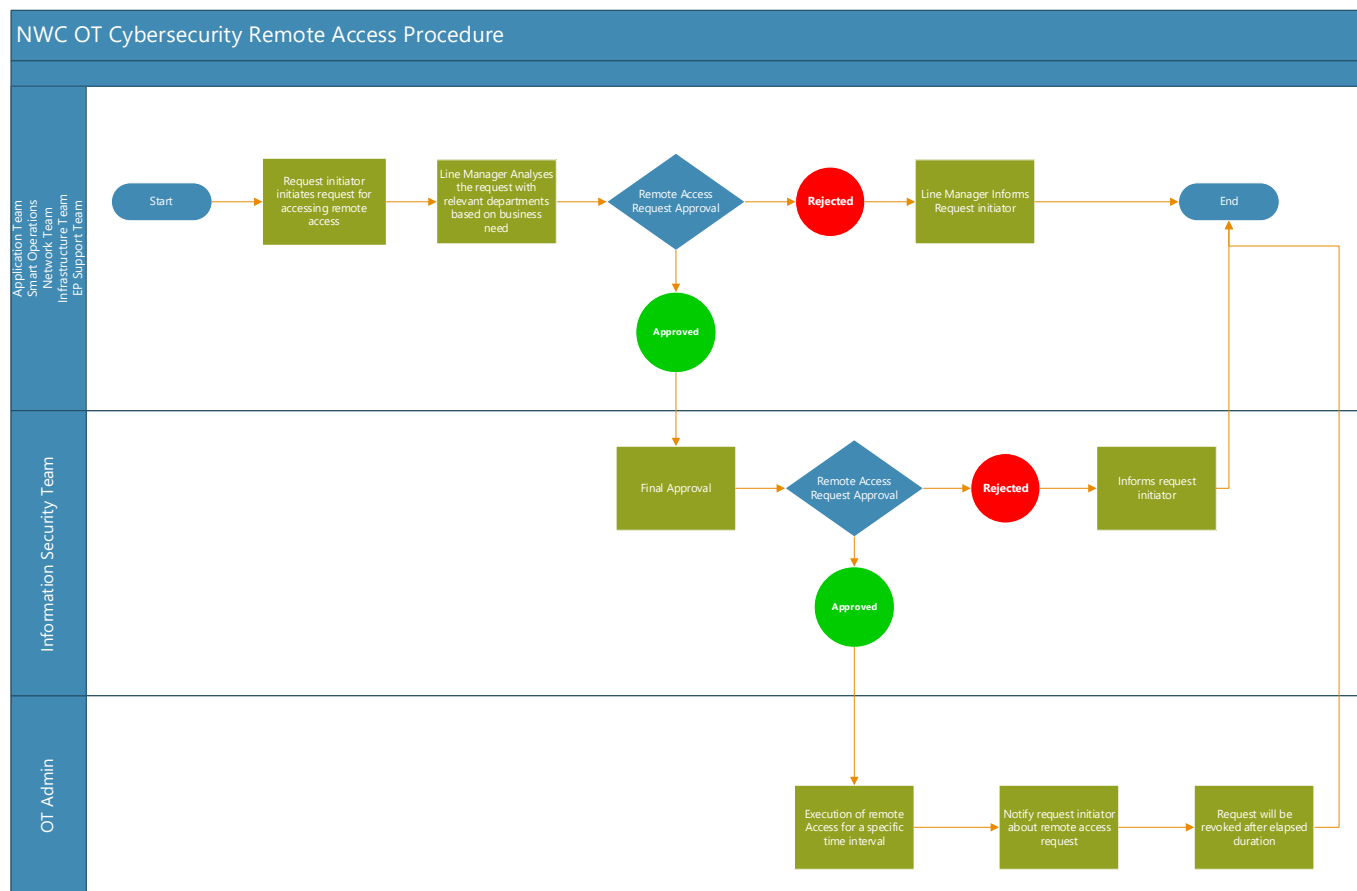 NWC OT Cybersecurity Remote Access Procedure
Application Team
Smart Operations
Network Team
Infrastructure Team
EP Support Team
Start
Request initiator
initiates request for
accessing remote
access
Line Manager Analyses
the request with
relevant departments
based on business
need
Remote Access
Request Approval
Rejected
Line Manager Informs
Request initiator
End
Approved
Information Security Team
Final Approval
Remote Access
Request Approval
Rejected
Informs request
initiator
Approved
OT Admin
Execution of remote
Access for a specific
time interval
Notify request initiator
about remote access
request
Request will be
revoked after elapsed
duration